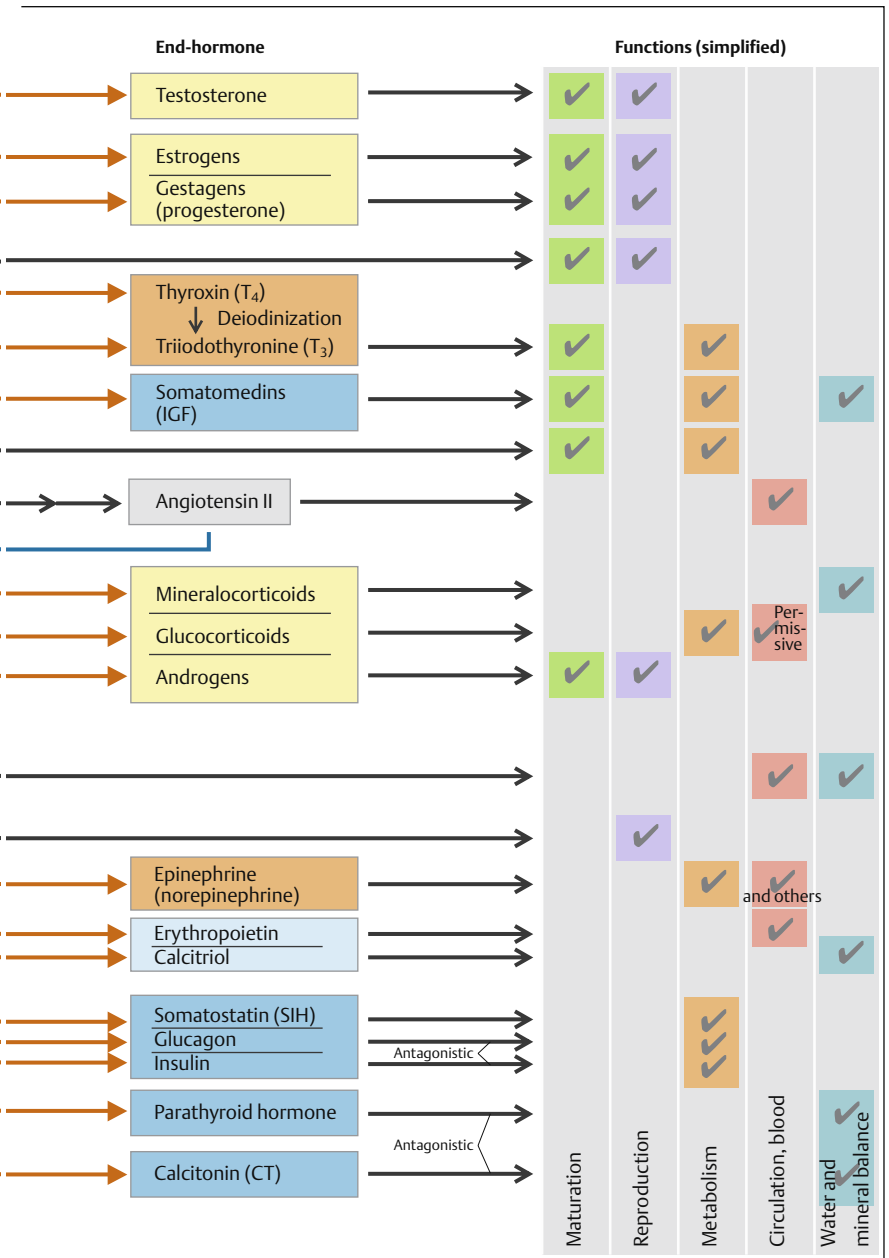 End-hormone
Functions (simplified)
Testosterone
Estrogens
Gestagens
(progesterone)
Thyroxin (T₄)
Deiodinization
Triiodothyronine (T₃)
Somatomedins
(IGF)
Angiotensin II
Mineralocorticoids
Glucocorticoids
Per-
mis-
sive
Androgens
Epinephrine
(norepinephrine)
and others
Erythropoietin
Calcitriol
Somatostatin (SIH)
Glucagon
Antagonistic
Insulin
Parathyroid hormone
Antagonistic
Calcitonin (CT)
Maturation
Reproduction
Metabolism
Circulation, blood
Water and
mineral balance